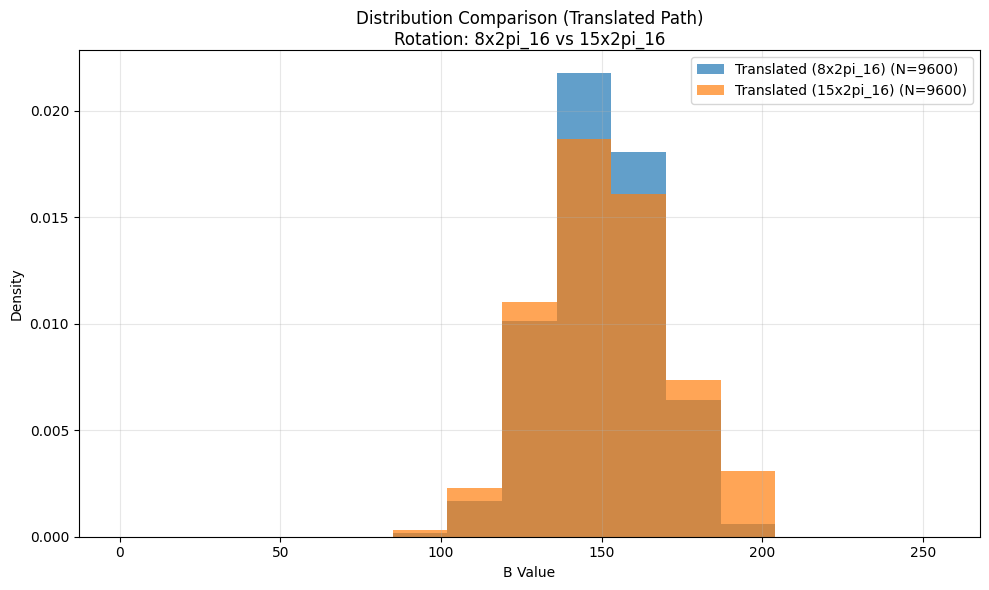 Distribution Comparison (Translated Path)
Rotation: 8x2pi_16 vs 15x2pi_16
Translated (8x2pi_16) (N=9600)
Translated (15x2pi_16) (N=9600)
Density
0.020
0.015
0.010
0.005
0.000
0 50 100 150 200 250
B Value